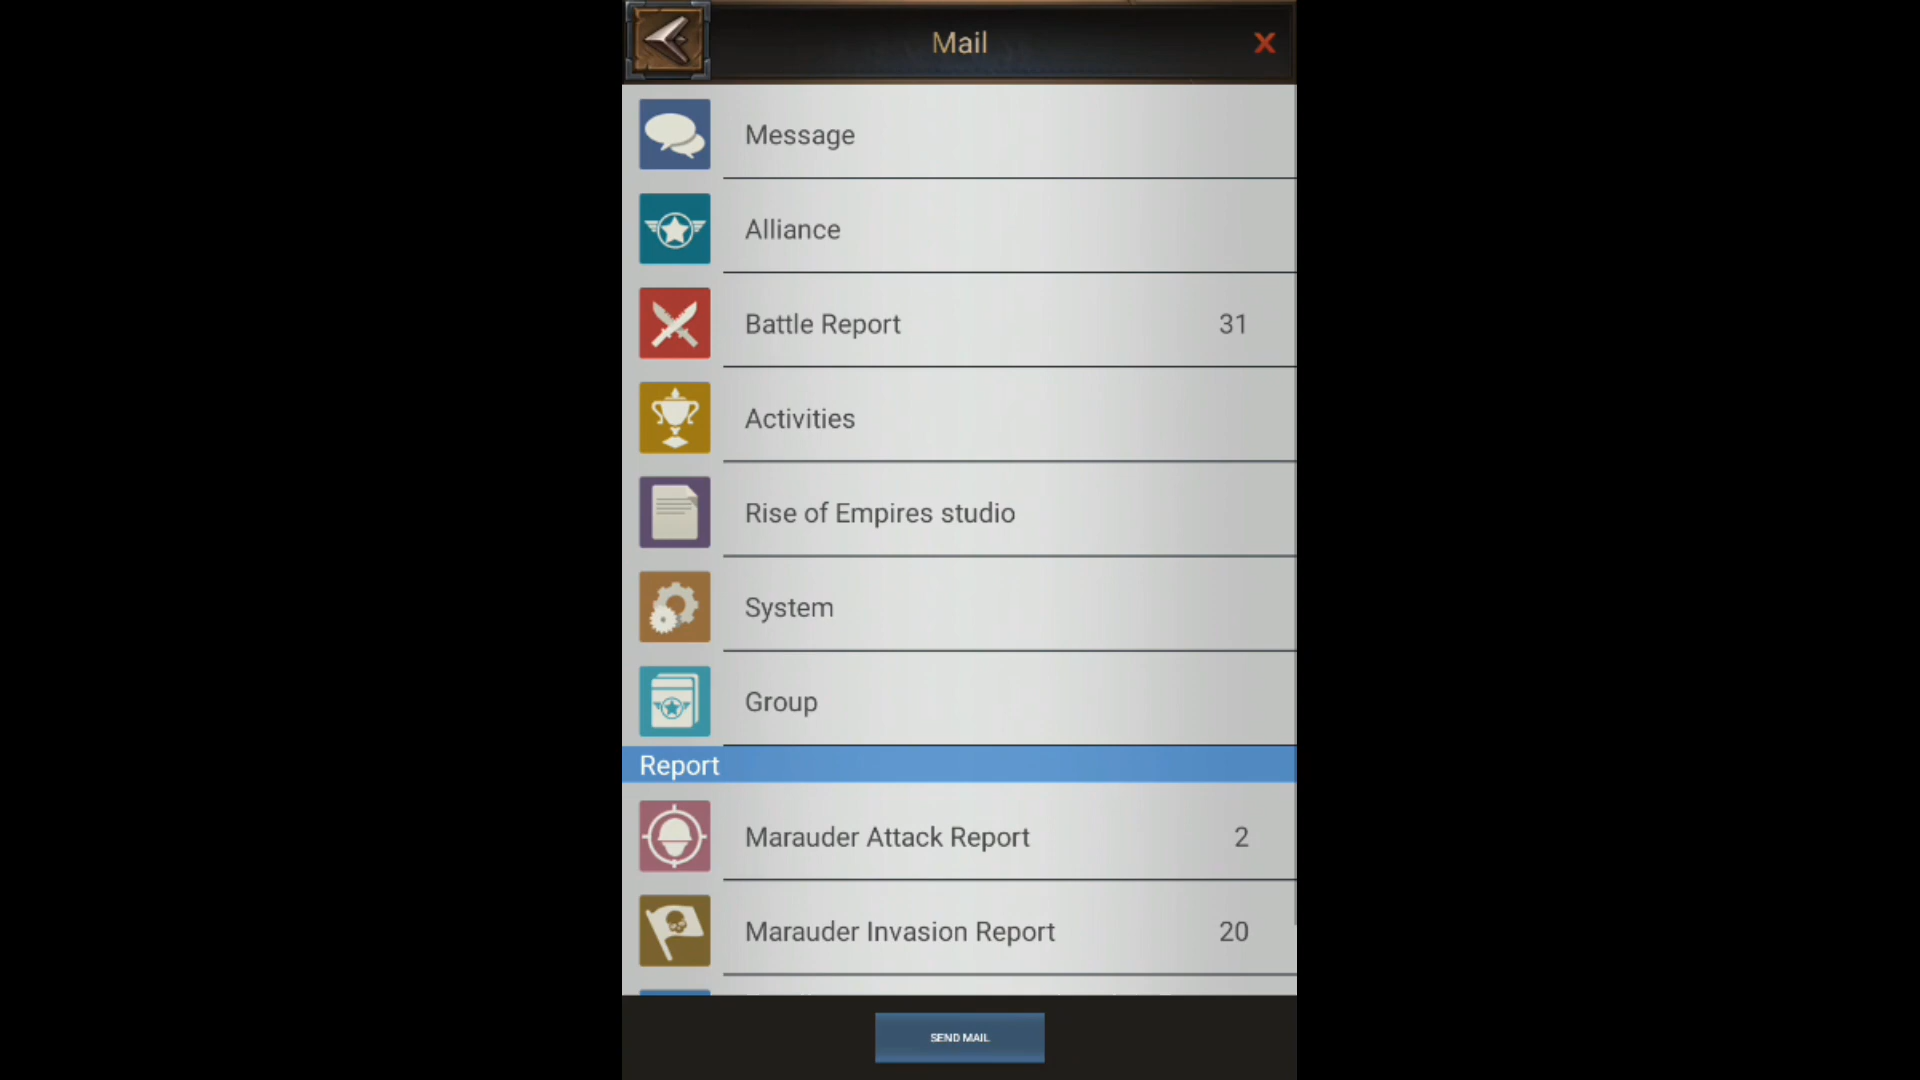 Mail
X
Message
Alliance
Battle Report 31
Activities
Rise of Empires studio
System
Group
Report
Marauder Attack Report 2
Marauder Invasion Report 20
SEND MAIL